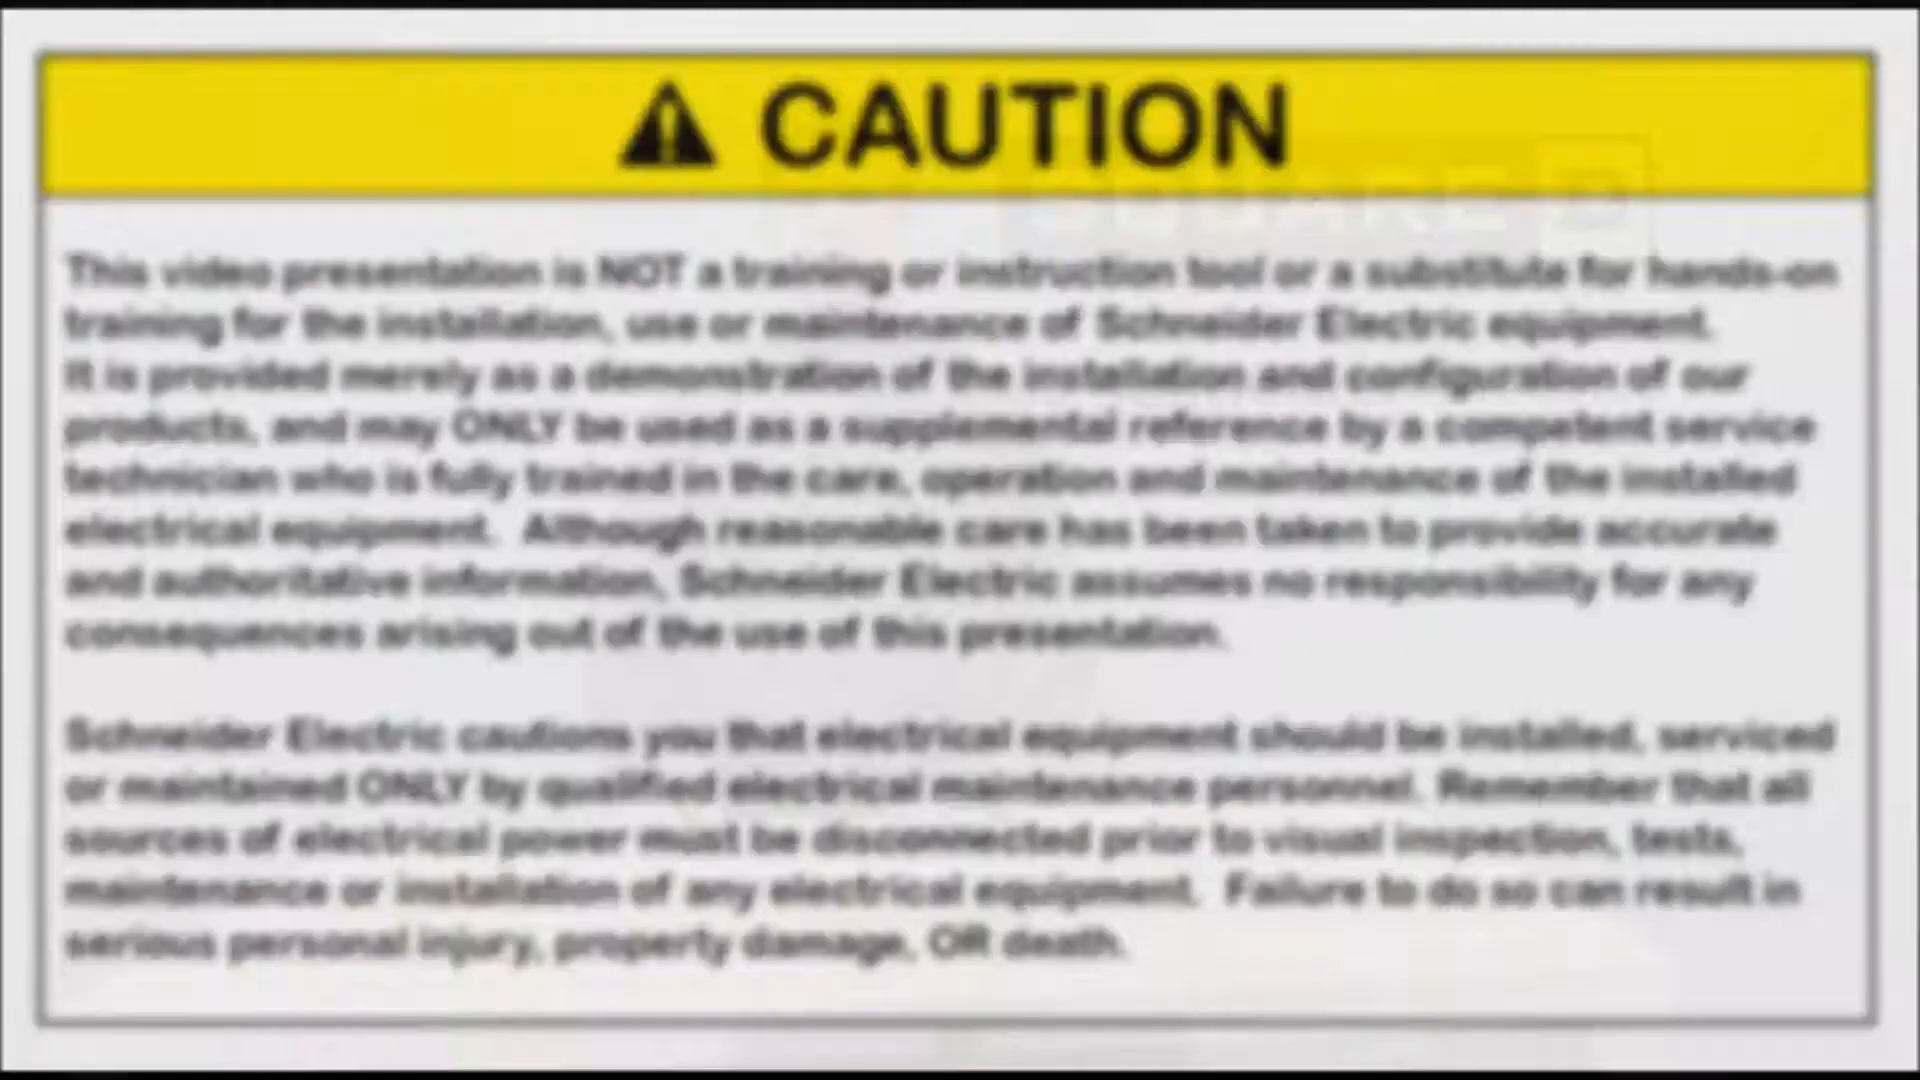 CAUTION
This video presentation is NOT a training or instruction tool or a substitute for hands-on
training for the installation, use or maintenance of Schneider Electric equipment.
It is provided merely as a demonstration of the installation and configuration of our
products, and may ONLY be used as a supplemental reference by a competent service
technician who is fully trained in the care, operation and maintenance of the installed
electrical equipment. Although reasonable care has been taken to provide accurate
and authoritative information, Schneider Electric assumes no responsibility for any
consequences arising out of the use of this presentation.
Schneider Electric cautions you that electrical equipment should be installed, serviced
or maintained ONLY by qualified electrical maintenance personnel. Remember that all
sources of electrical power must be disconnected prior to visual inspection, tests,
maintenance or installation of any electrical equipment. Failure to do so can result in
serious personal injury, property damage, OR death.